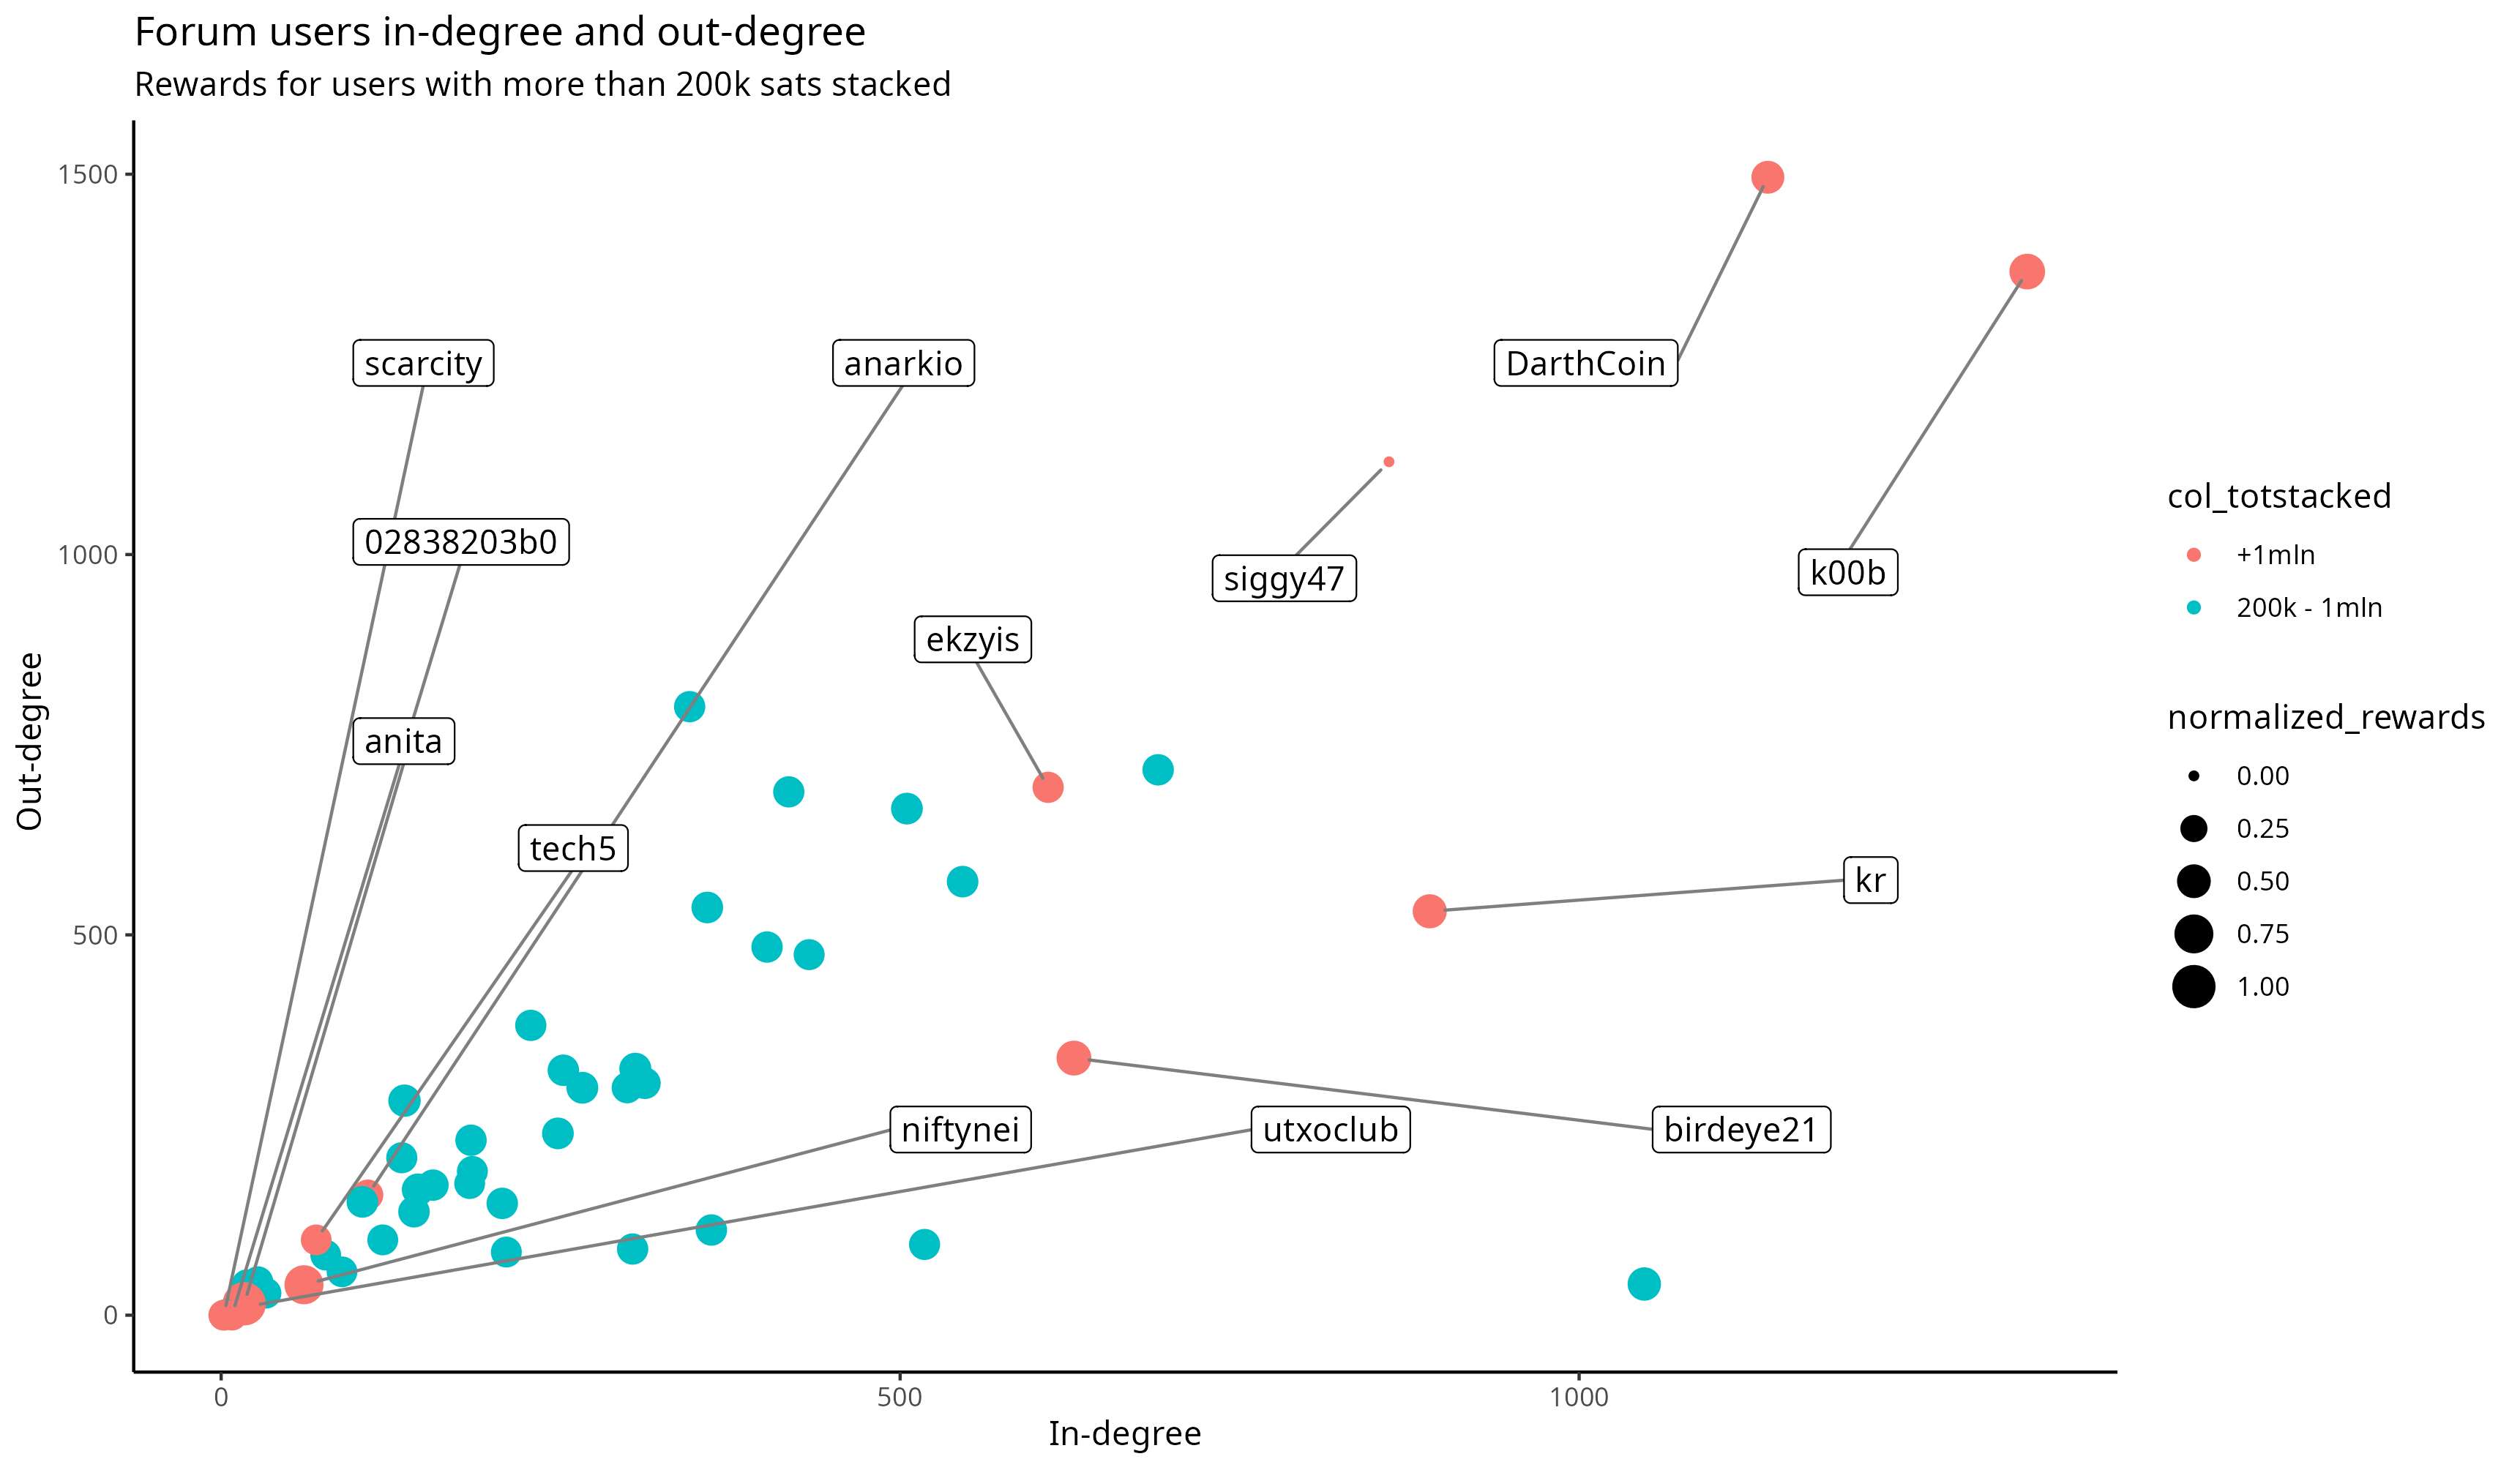 Forum users in-degree and out-degree
Rewards for users with more than 200k sats stacked
Out-degree
1500
1000
500
0
scarcity
anarkio
DarthCoin
02838203b0
siggy47
k00b
ekzyis
anita
tech5
kr
niftynei
utxoclub
birdeye21
0
500
1000
In-degree
col_totstacked
+1mln
200k - 1mln
normalized_rewards
0.00
0.25
0.50
0.75
1.00